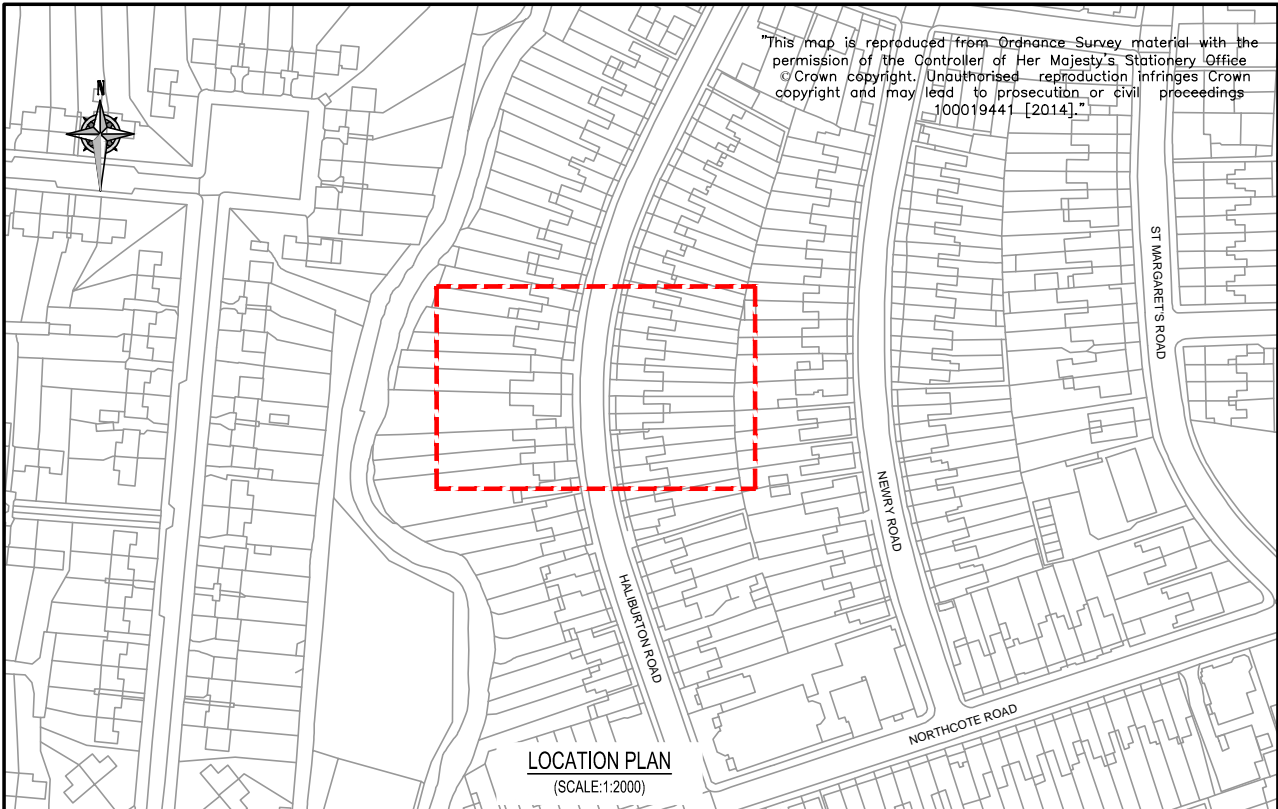 "This map is reproduced from Ordnance Survey material with the
permission of the Controller of Her Majesty's Stationery Office
© Crown copyright. Unauthorised reproduction infringes Crown
copyright and may lead to prosecution or civil proceedings
100019441 [2014]."
N
ST MARGARET'S ROAD
NEWRY ROAD
HALIBURTON ROAD
NORTHCOTE ROAD
LOCATION PLAN
(SCALE:1:2000)